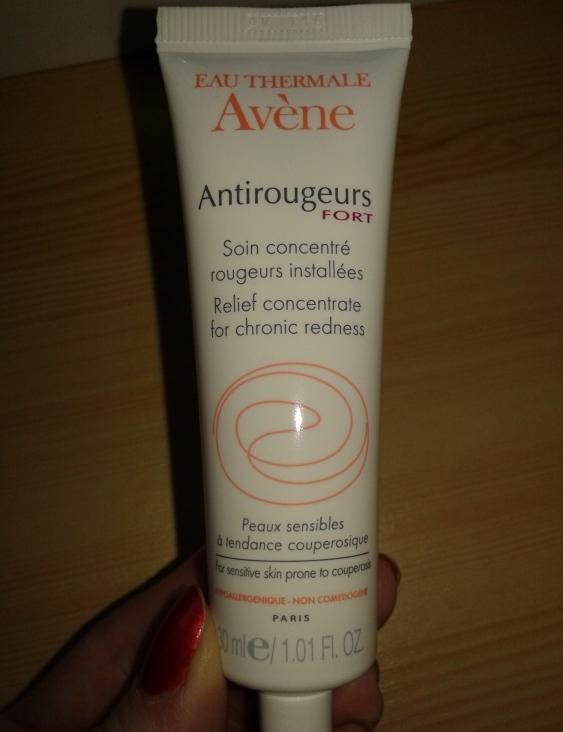 EAU THERMALE
Avène
Antirougeurs
FORT
Soin concentré
rougeurs installées
Relief concentrate
for chronic redness
Peaux sensibles
à tendance couperosique
For sensitive skin prone to couperosis
HYPOALLERGENIQUE - NON COMEDOGENE
PARIS
30 ml e / 1.01 Fl. OZ.